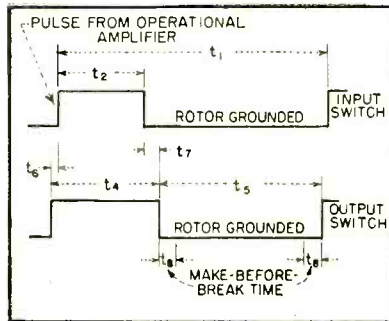 PULSE FROM OPERATIONAL
AMPLIFIER
t1
t2
ROTOR GROUNDED
INPUT
SWITCH
t7
t6
t4
t5
ROTOR GROUNDED
OUTPUT
SWITCH
t8
t8
MAKE-BEFORE-
BREAK TIME